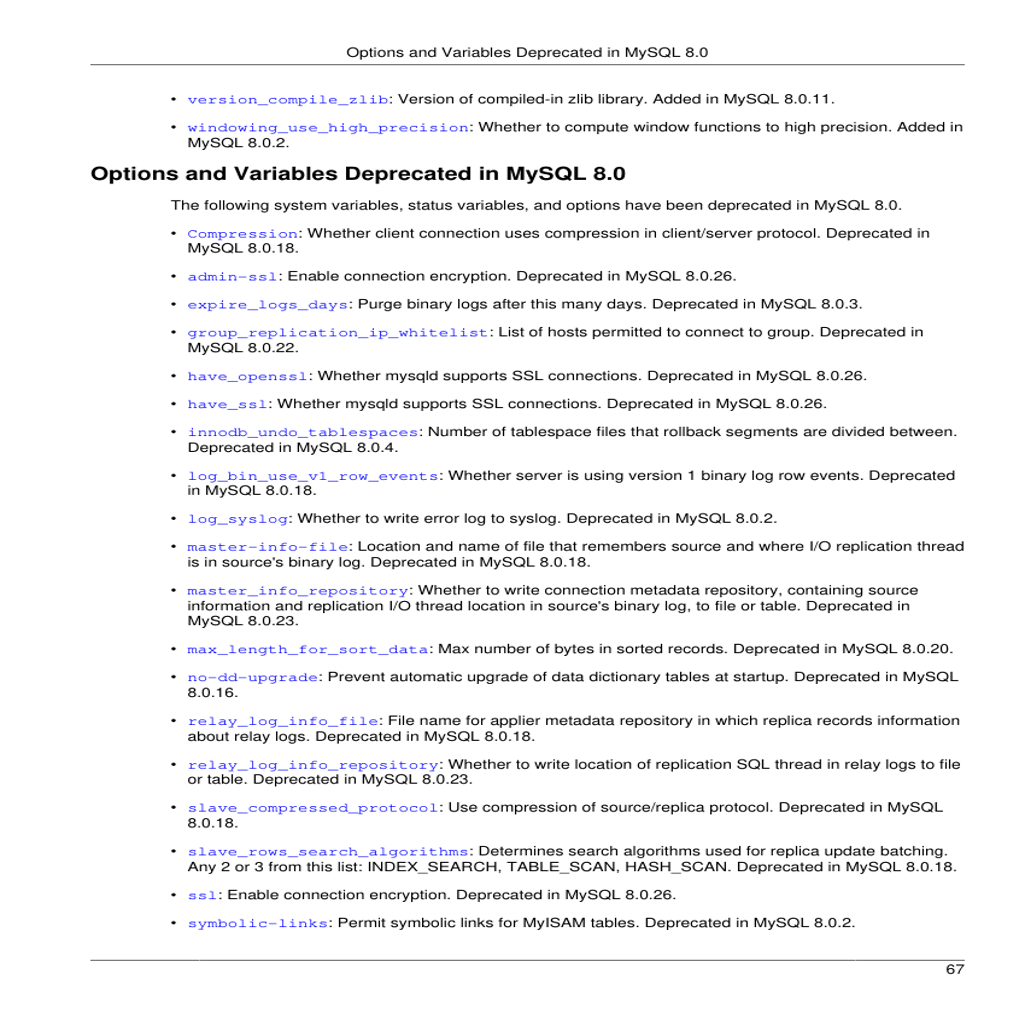 Options and Variables Deprecated in MySQL 8.0
• version_compile_zlib: Version of compiled-in zlib library. Added in MySQL 8.0.11.
• windowing_use_high_precision: Whether to compute window functions to high precision. Added in
MySQL 8.0.2.
Options and Variables Deprecated in MySQL 8.0
The following system variables, status variables, and options have been deprecated in MySQL 8.0.
• Compression: Whether client connection uses compression in client/server protocol. Deprecated in
MySQL 8.0.18.
• admin-ssl: Enable connection encryption. Deprecated in MySQL 8.0.26.
• expire_logs_days: Purge binary logs after this many days. Deprecated in MySQL 8.0.3.
• group_replication_ip_whitelist: List of hosts permitted to connect to group. Deprecated in
MySQL 8.0.22.
• have_openssl: Whether mysqld supports SSL connections. Deprecated in MySQL 8.0.26.
• have_ssl: Whether mysqld supports SSL connections. Deprecated in MySQL 8.0.26.
• innodb_undo_tablespaces: Number of tablespace files that rollback segments are divided between.
Deprecated in MySQL 8.0.4.
• log_bin_use_v1_row_events: Whether server is using version 1 binary log row events. Deprecated
in MySQL 8.0.18.
• log_syslog: Whether to write error log to syslog. Deprecated in MySQL 8.0.2.
• master-info-file: Location and name of file that remembers source and where I/O replication thread
is in source's binary log. Deprecated in MySQL 8.0.18.
• master_info_repository: Whether to write connection metadata repository, containing source
information and replication I/O thread location in source's binary log, to file or table. Deprecated in
MySQL 8.0.23.
• max_length_for_sort_data: Max number of bytes in sorted records. Deprecated in MySQL 8.0.20.
• no-dd-upgrade: Prevent automatic upgrade of data dictionary tables at startup. Deprecated in MySQL
8.0.16.
• relay_log_info_file: File name for applier metadata repository in which replica records information
about relay logs. Deprecated in MySQL 8.0.18.
• relay_log_info_repository: Whether to write location of replication SQL thread in relay logs to file
or table. Deprecated in MySQL 8.0.23.
• slave_compressed_protocol: Use compression of source/replica protocol. Deprecated in MySQL
8.0.18.
• slave_rows_search_algorithms: Determines search algorithms used for replica update batching.
Any 2 or 3 from this list: INDEX_SEARCH, TABLE_SCAN, HASH_SCAN. Deprecated in MySQL 8.0.18.
• ssl: Enable connection encryption. Deprecated in MySQL 8.0.26.
• symbolic-links: Permit symbolic links for MyISAM tables. Deprecated in MySQL 8.0.2.
67